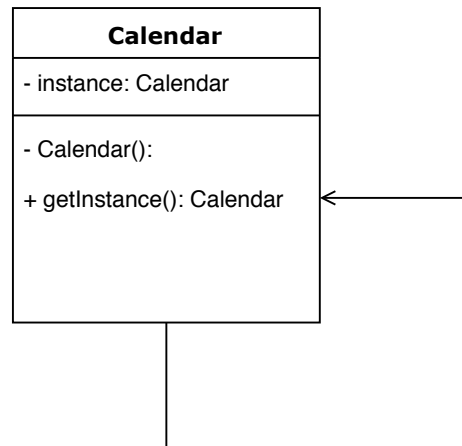 Calendar
- instance: Calendar
- Calendar():
+ getInstance(): Calendar